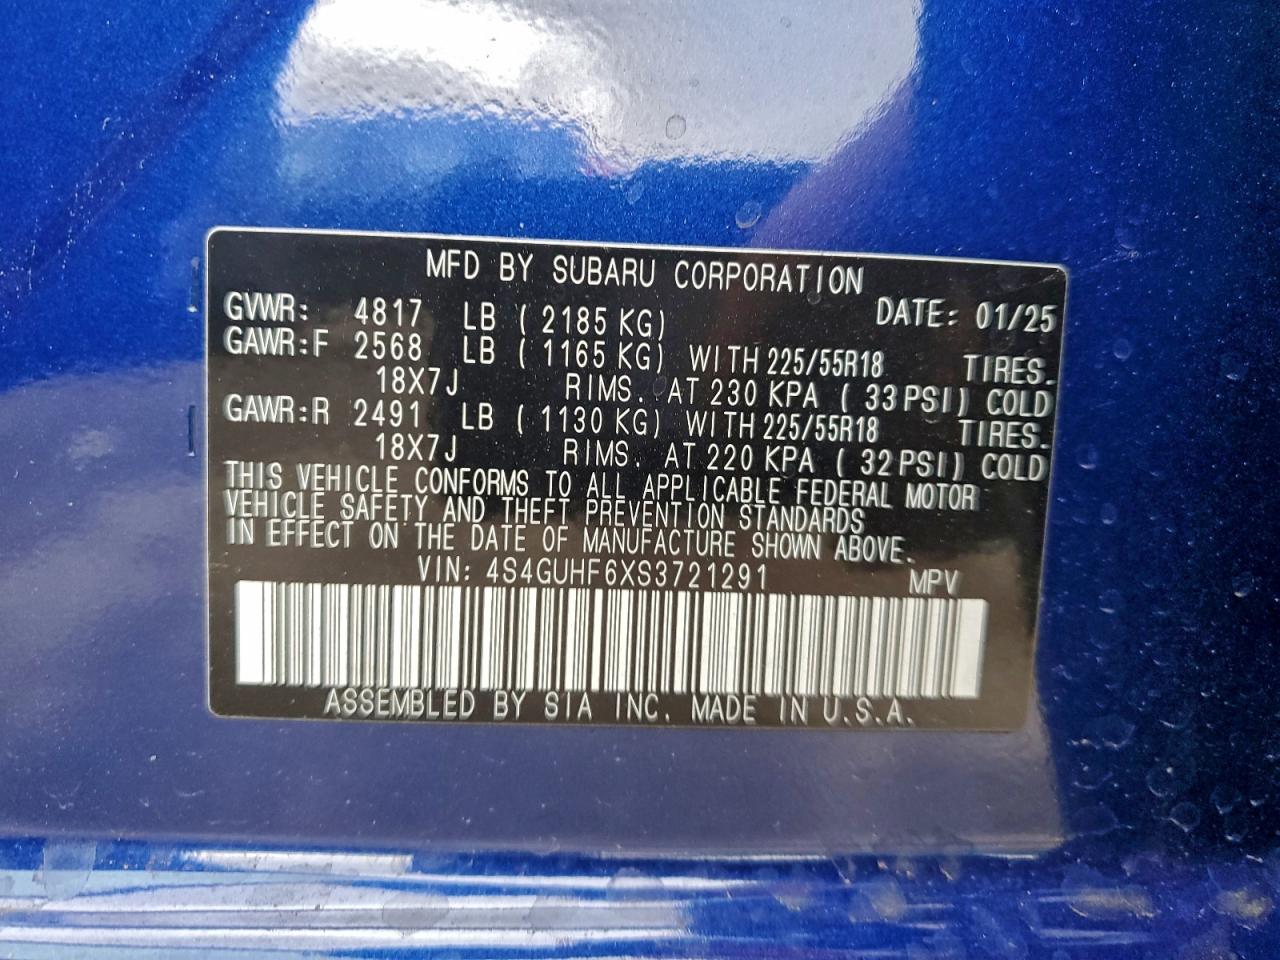 MFD BY SUBARU CORPORATION
GVWR: 4817 LB ( 2185 KG) DATE: 01/25
GAWR:F 2568 LB ( 1165 KG) WITH 225/55R18 TIRES.
18X7J RIMS. AT 230 KPA ( 33 PSI) COLD
GAWR:R 2491 LB ( 1130 KG) WITH 225/55R18 TIRES.
18X7J RIMS. AT 220 KPA ( 32 PSI) COLD
THIS VEHICLE CONFORMS TO ALL APPLICABLE FEDERAL MOTOR
VEHICLE SAFETY AND THEFT PREVENTION STANDARDS
IN EFFECT ON THE DATE OF MANUFACTURE SHOWN ABOVE.
VIN: 4S4GUHF6XS3721291 MPV
ASSEMBLED BY SIA INC. MADE IN U.S.A.